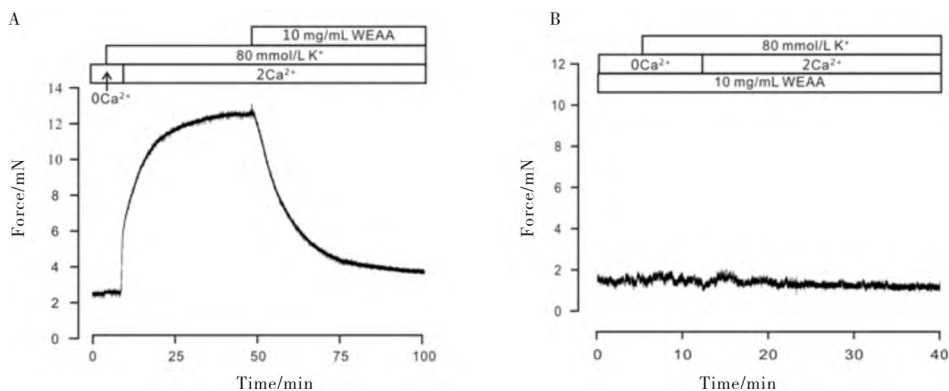 A
10 mg/mL WEAA
80 mmol/L K⁺
2Ca²⁺
0Ca²⁺
14
12
10
8
6
4
2
0
Force/mN
0
25
50
75
100
Time/min
B
80 mmol/L K⁺
0Ca²⁺
2Ca²⁺
10 mg/mL WEAA
12
10
8
6
4
2
0
Force/mN
0
10
20
30
40
Time/min